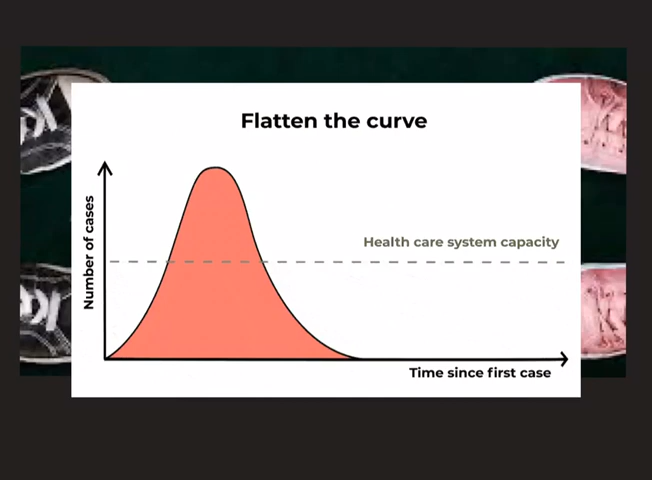 Flatten the curve
Number of cases
Health care system capacity
Time since first case